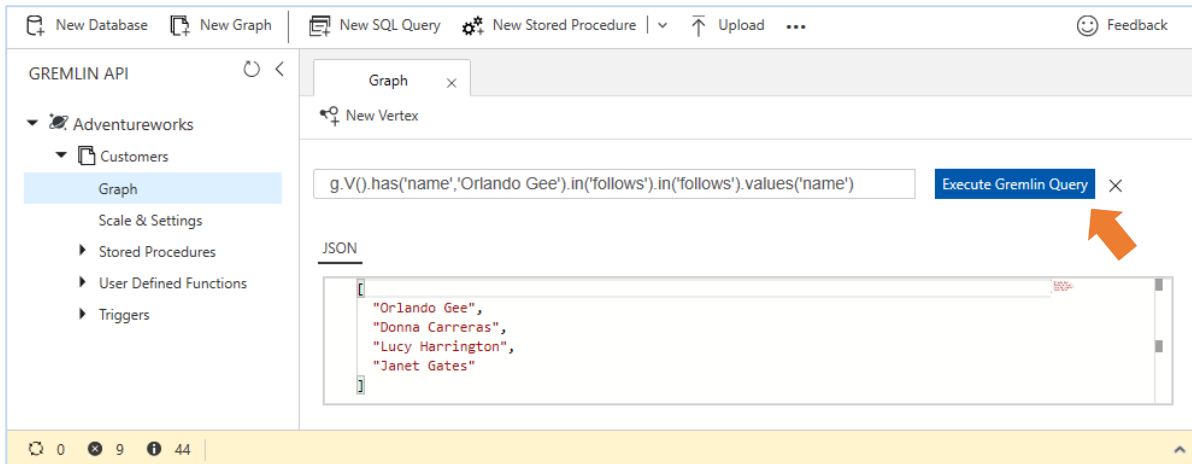 New Database New Graph New SQL Query New Stored Procedure Upload ••• Feedback
GREMLIN API
Adventureworks
Customers
Graph
Scale & Settings
Stored Procedures
User Defined Functions
Triggers
Graph
New Vertex
g.V().has('name','Orlando Gee').in('follows').in('follows').values('name') Execute Gremlin Query
JSON
[
"Orlando Gee",
"Donna Carreras",
"Lucy Harrington",
"Janet Gates"
]
0 9 44